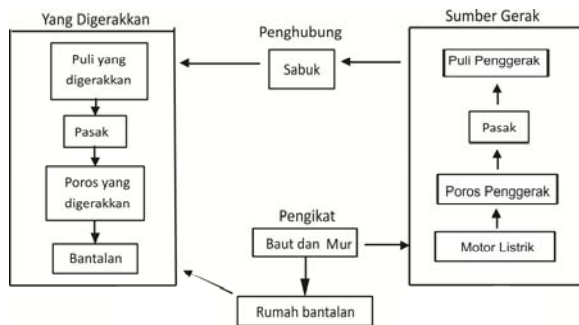 Yang Digerakkan
Puli yang
digerakkan
Pasak
Poros yang
digerakkan
Bantalan
Penghubung
Sabuk
Pengikat
Baut dan Mur
Rumah bantalan
Sumber Gerak
Puli Penggerak
Pasak
Poros Penggerak
Motor Listrik